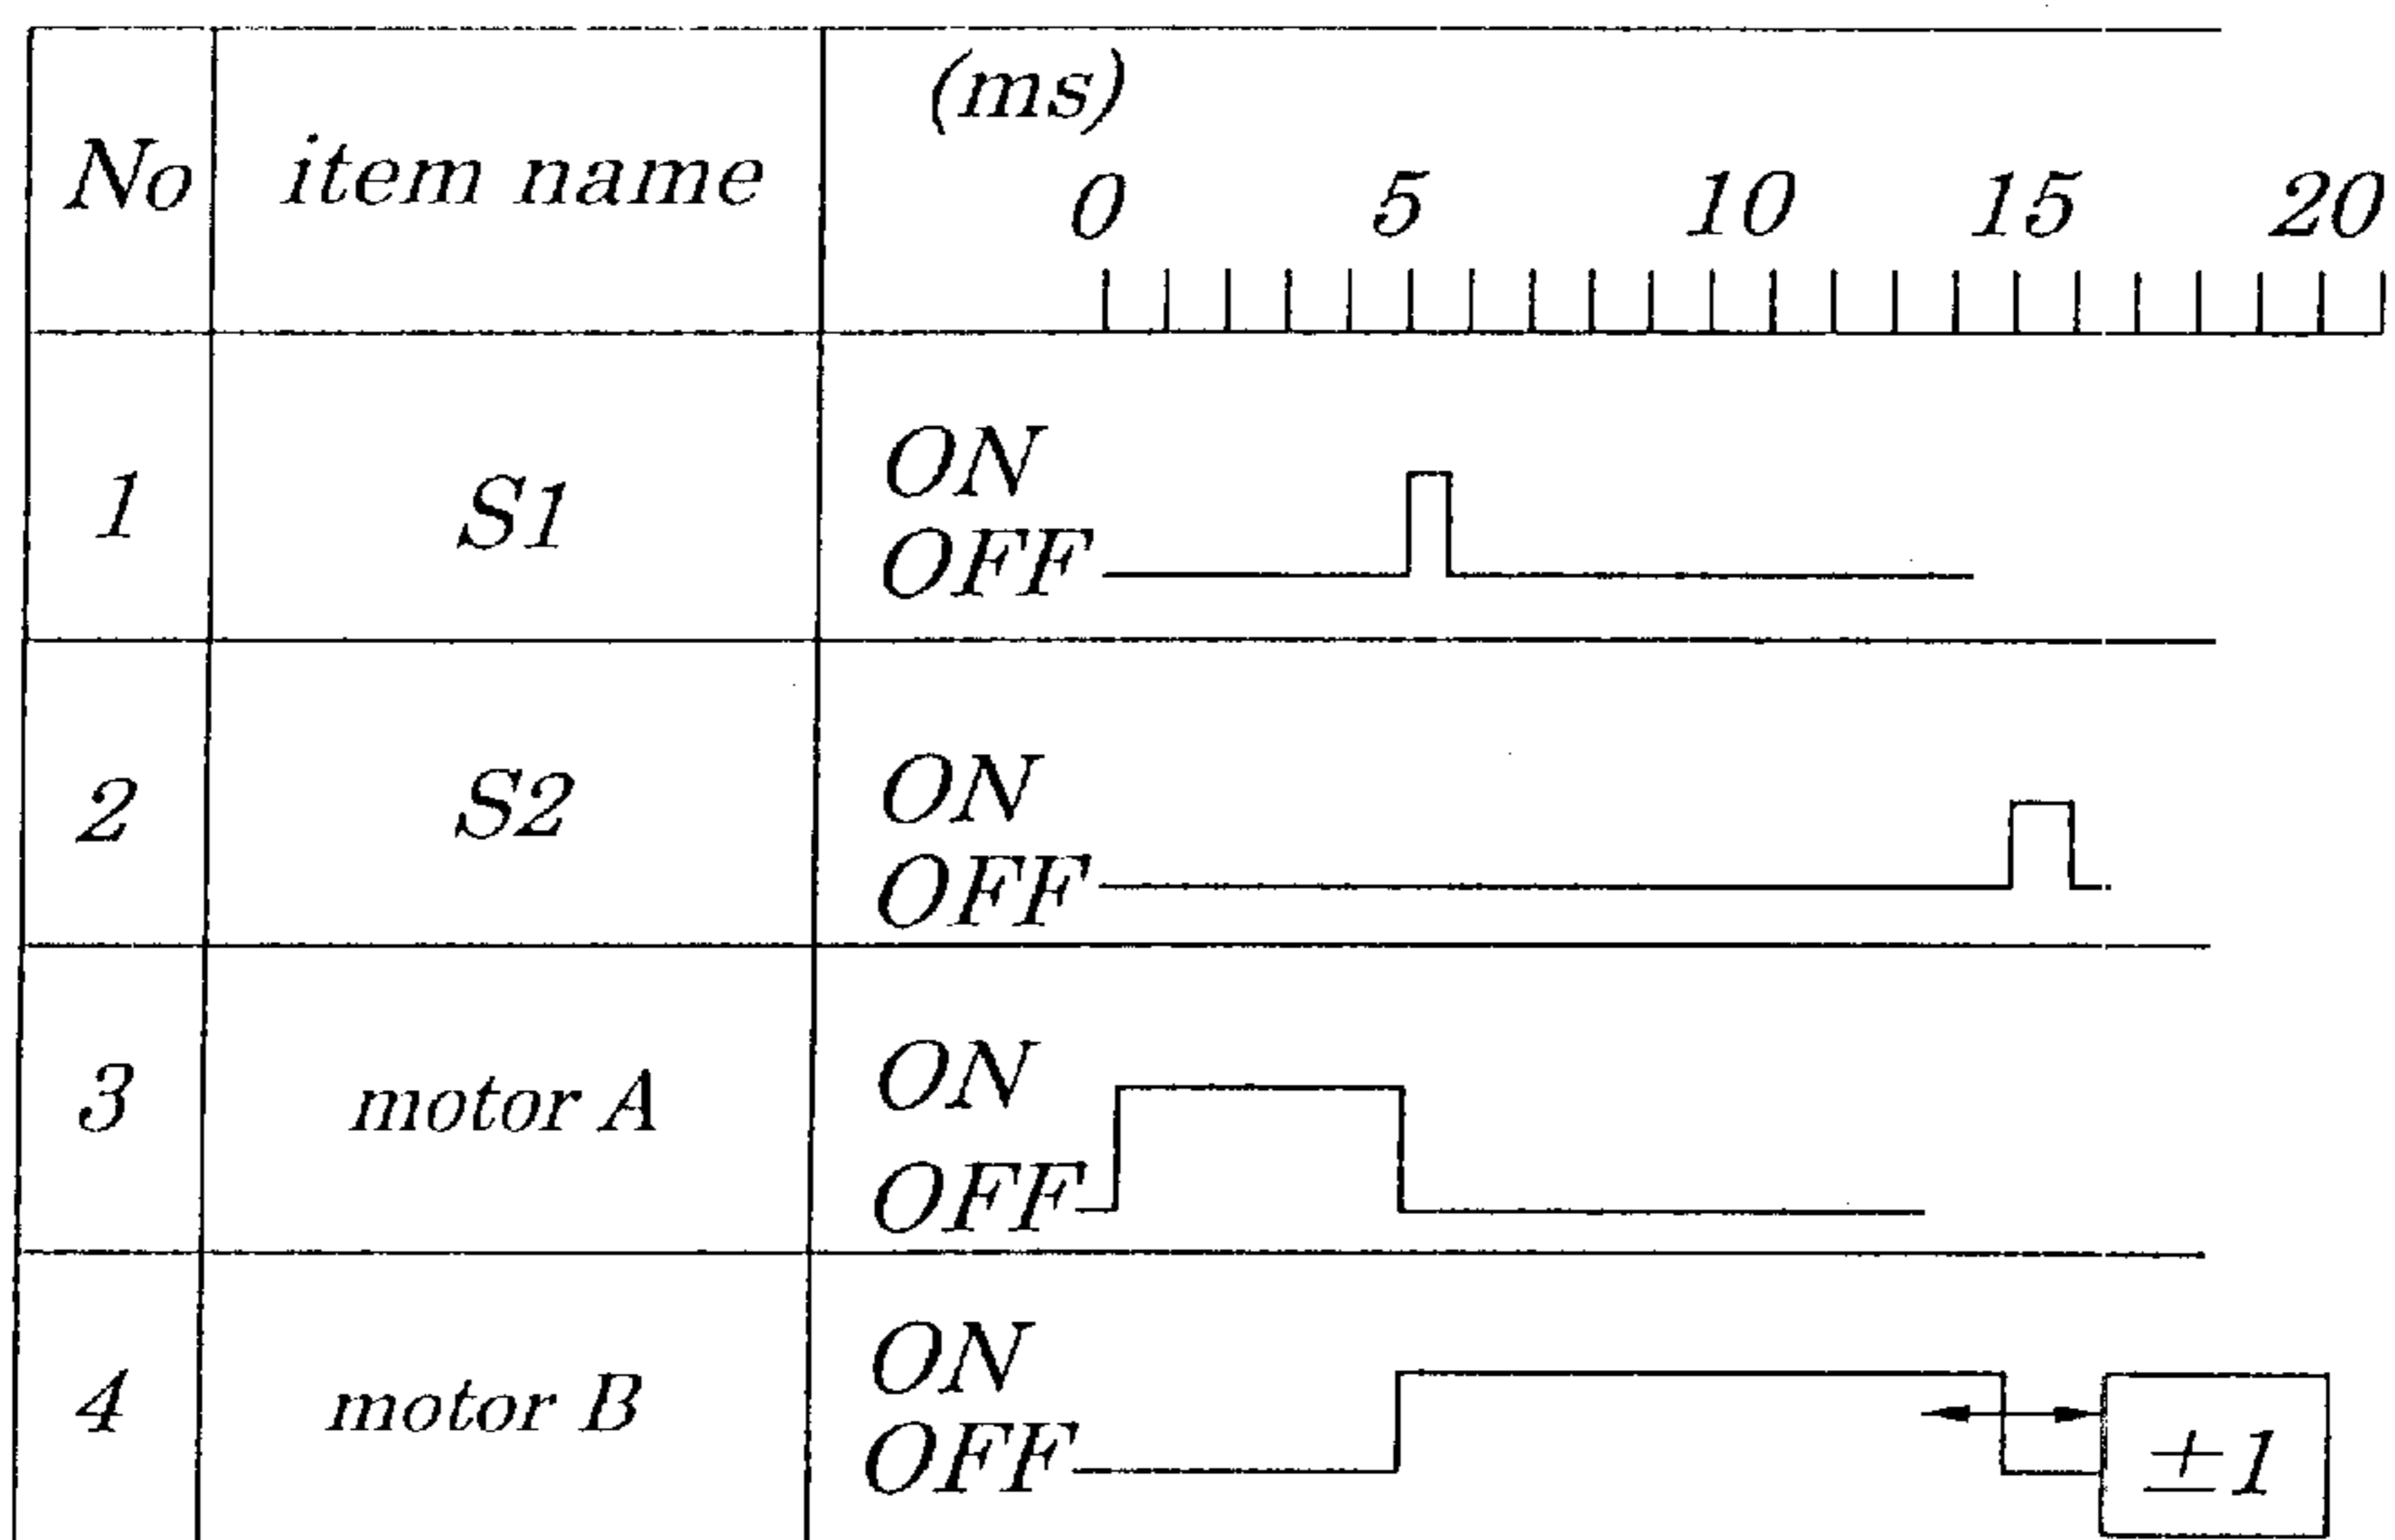 (ms)
No item name 0 5 10 15 20
1 S1 ON
OFF
2 S2 ON
OFF
3 motor A ON
OFF
4 motor B ON
OFF ±1